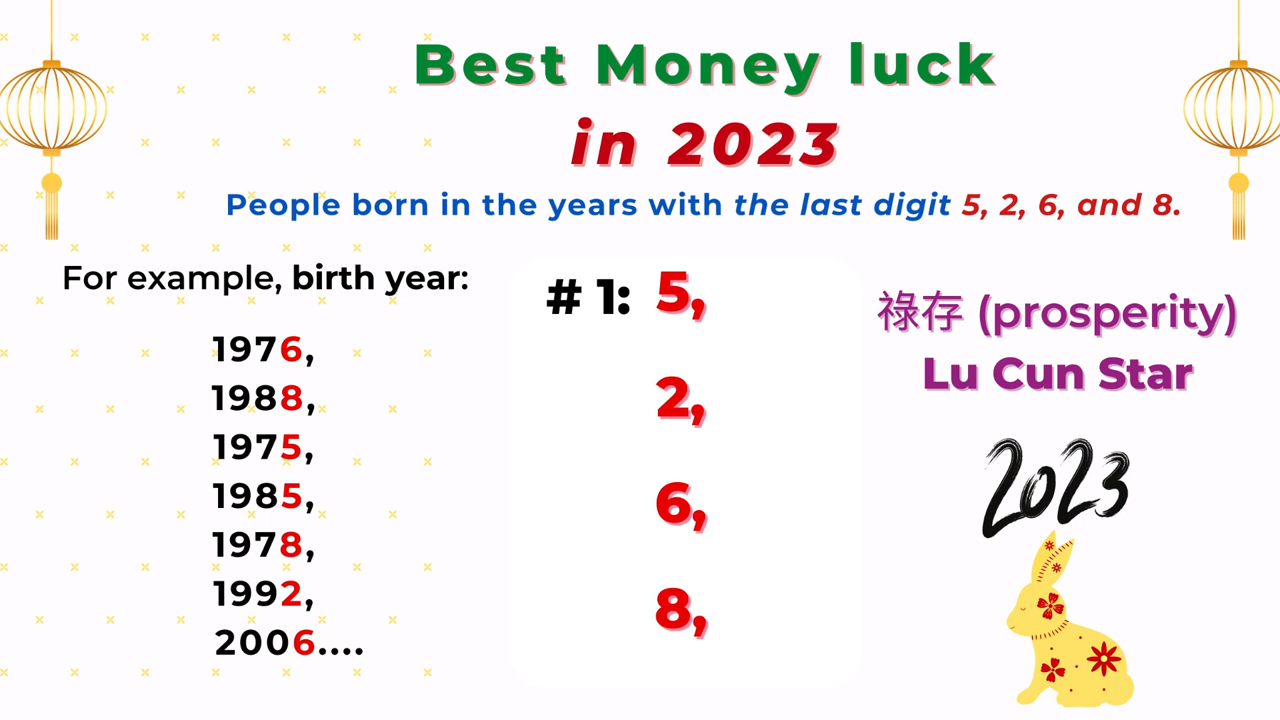 Best Money luck
in 2023
People born in the years with the last digit 5, 2, 6, and 8.
For example, birth year:
1976,
1988,
1975,
1985,
1978,
1992,
2006....
# 1: 5,
2,
6,
8,
祿存 (prosperity)
Lu Cun Star
2023